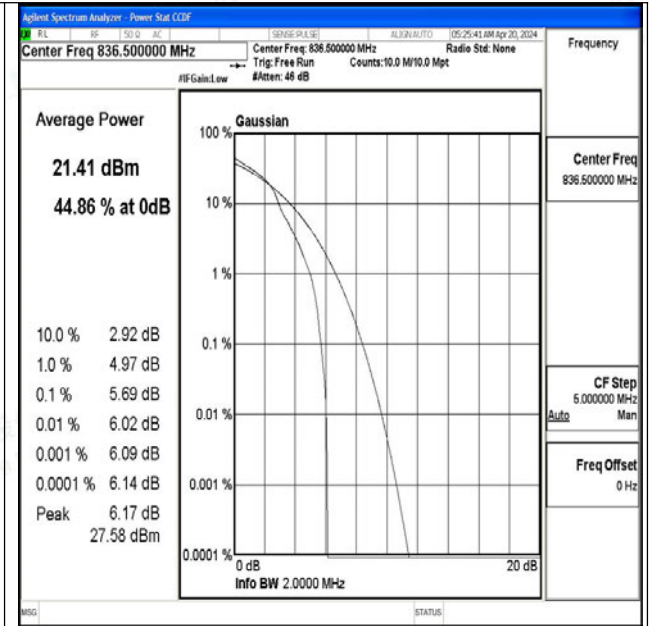 Agilent Spectrum Analyzer - Power Stat CCDF
RL RF 50 Ω AC SENSE:PULSE ALIGN AUTO 05:25:41 AM Apr 20, 2024
Center Freq 836.500000 MHz
Center Freq: 836.500000 MHz Radio Std: None
Trig: Free Run Counts:10.0 M/10.0 Mpt
#IFGain:Low #Atten: 46 dB
Frequency
Average Power
21.41 dBm
44.86 % at 0dB
10.0 % 2.92 dB
1.0 % 4.97 dB
0.1 % 5.69 dB
0.01 % 6.02 dB
0.001 % 6.09 dB
0.0001 % 6.14 dB
Peak 6.17 dB
27.58 dBm
Gaussian
100 %
10 %
1 %
0.1 %
0.01 %
0.001 %
0.0001 %
0 dB 20 dB
Info BW 2.0000 MHz
Center Freq
836.500000 MHz
CF Step
5.000000 MHz
Auto Man
Freq Offset
0 Hz
MSG STATUS